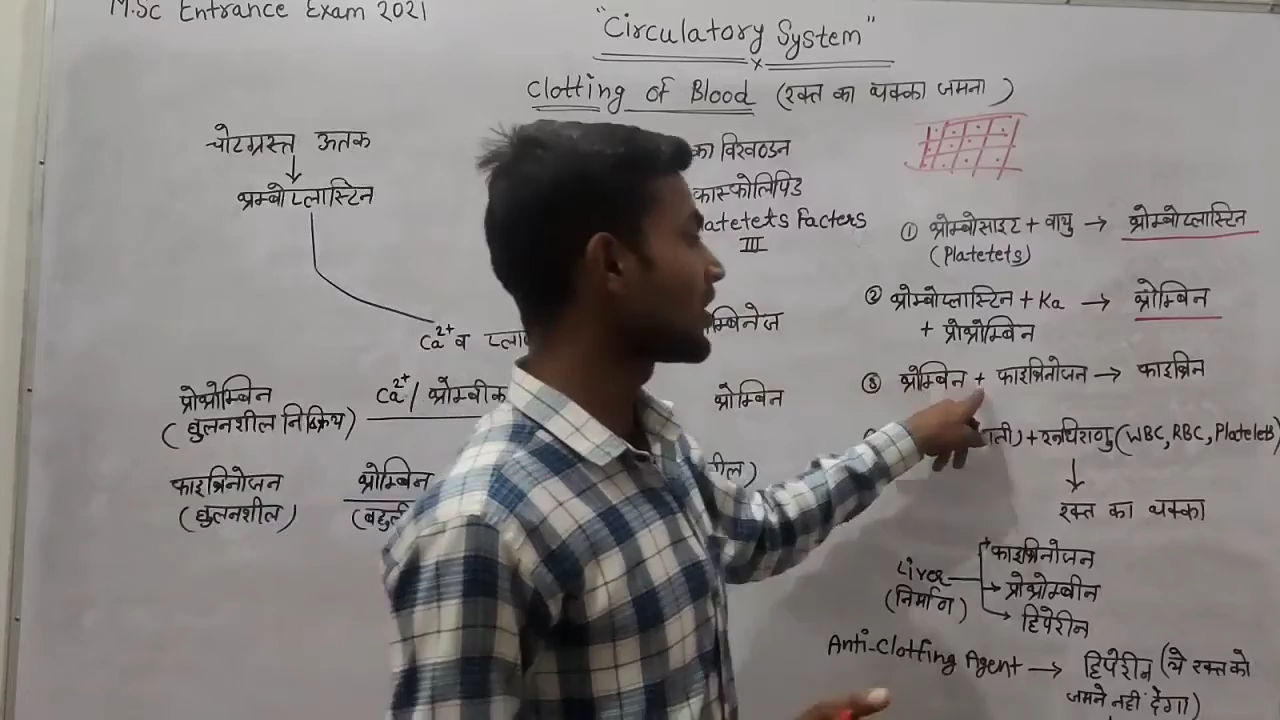 M.Sc Entrance Exam 2021
"Circulatory System"
Clotting of Blood (रक्त का थक्का जमना)
चोटग्रस्त ऊतक
थ्रम्बोप्लास्टिन
Ca2+ व
प्रोथ्रोम्बिन
(घुलनशील निष्क्रिय)
Ca2+/
फाइब्रिनोजन
(घुलनशील)
थ्रोम्बिन
का विखण्डन
फास्फोलिपिड
Factors
III
थ्रोम्बिन
① थ्रोम्बोसाइट + वायु → थ्रोम्बोप्लास्टिन
(Platetets)
② थ्रोम्बोप्लास्टिन + Ka → थ्रोम्बिन
+ प्रोथ्रोम्बिन
③ थ्रोम्बिन + फाइब्रिनोजन → फाइब्रिन
+ रूधिराणु (WBC, RBC, Platelets)
रक्त का थक्का
Liver
(निर्माण)
फाइब्रिनोजन
प्रोथ्रोम्बीन
हिपेरीन
Anti-Clotting Agent → हिपेरीन (ये रक्त को
जमने नहीं देगा)